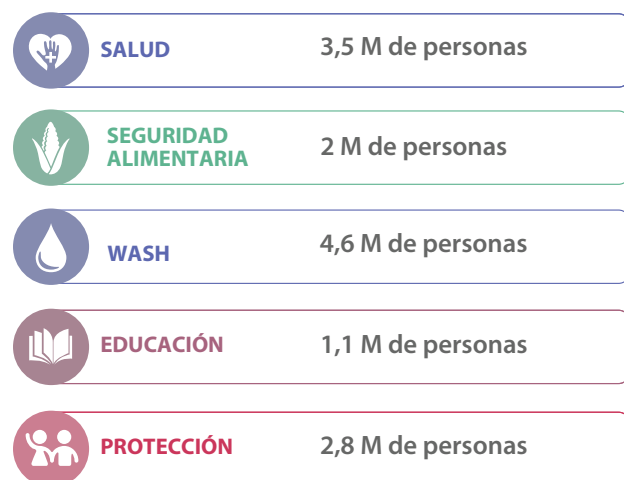 SALUD 3,5 M de personas
SEGURIDAD
ALIMENTARIA 2 M de personas
WASH 4,6 M de personas
EDUCACIÓN 1,1 M de personas
PROTECCIÓN 2,8 M de personas